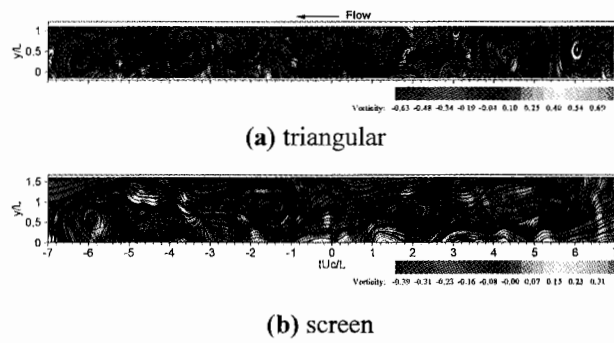 Flow
y/L
1
0.5
0
Vorticity: -0.63 -0.48 -0.34 -0.19 -0.04 0.10 0.25 0.40 0.54 0.69
(a) triangular
y/L
1.5
1
0.5
0
-7 -6 -5 -4 -3 -2 -1 0 1 2 3 4 5 6
tUc/L
Vorticity: -0.39 -0.31 -0.23 -0.16 -0.08 -0.00 0.07 0.15 0.23 0.31
(b) screen